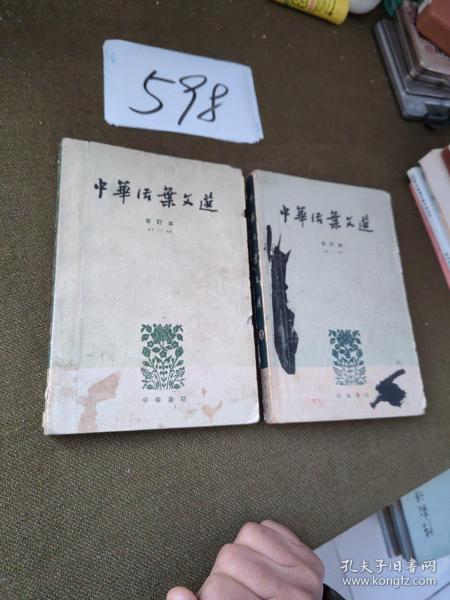 598
中華活葉文選
合訂本
中華書局
中華活葉文選
合訂本
中華書局
孔夫子旧书网
www.kongfz.com